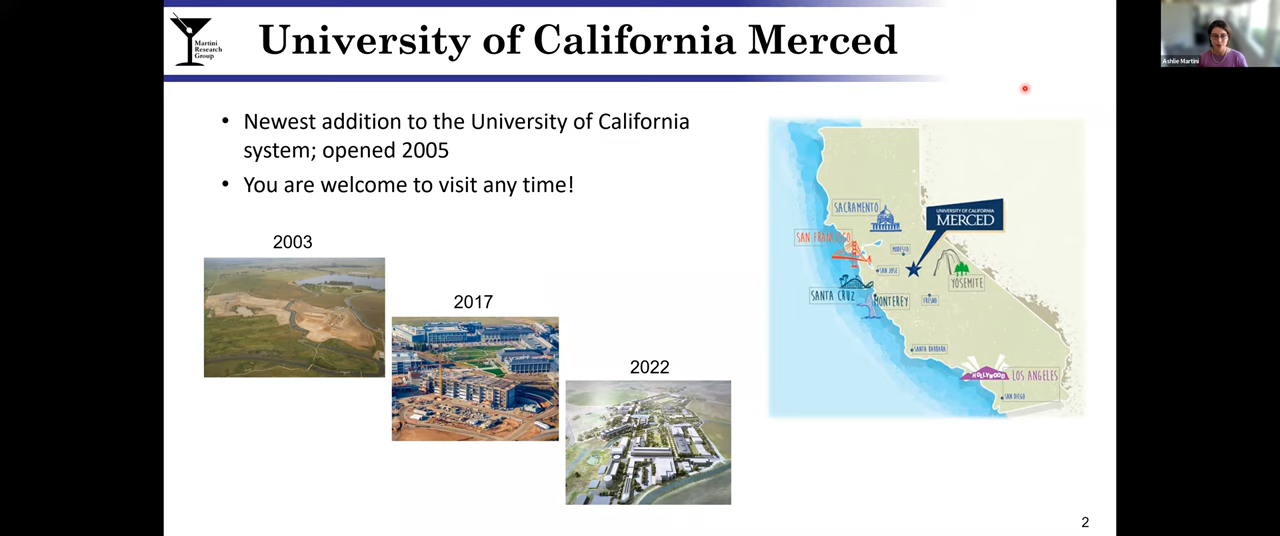 Martini
Research
Group
University of California Merced
Ashlie Martini
• Newest addition to the University of California
system; opened 2005
• You are welcome to visit any time!
2003
2017
2022
SACRAMENTO
UNIVERSITY OF CALIFORNIA
MERCED
SAN FRANCISCO
MODESTO
SAN JOSE
YOSEMITE
SANTA CRUZ
MONTEREY
FRESNO
SANTA BARBARA
HOLLYWOOD
LOS ANGELES
SAN DIEGO
2